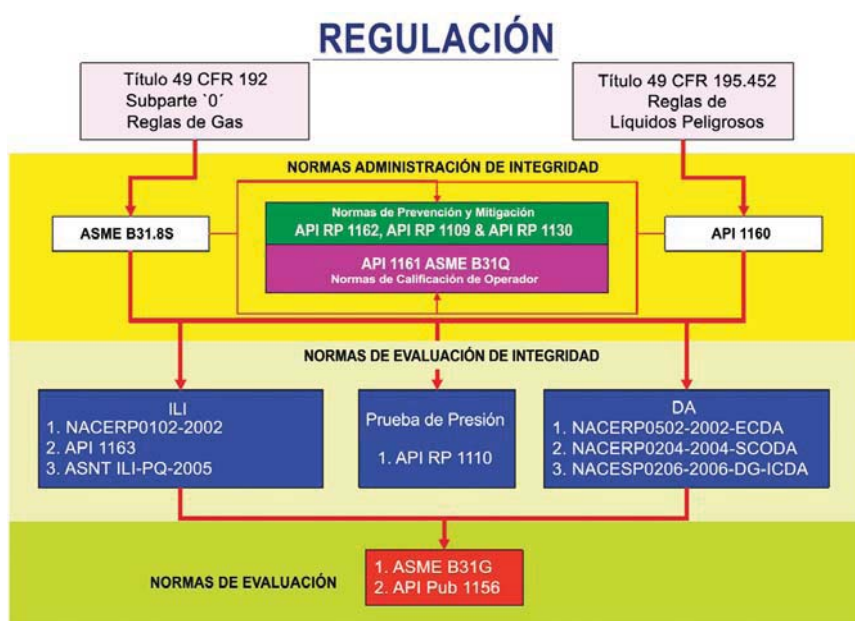 REGULACIÓN
Título 49 CFR 192
Subparte `0´
Reglas de Gas
Título 49 CFR 195.452
Reglas de
Líquidos Peligrosos
NORMAS ADMINISTRACIÓN DE INTEGRIDAD
ASME B31.8S
Normas de Prevención y Mitigación
API RP 1162, API RP 1109 & API RP 1130
API 1161 ASME B31Q
Normas de Calificación de Operador
API 1160
NORMAS DE EVALUACIÓN DE INTEGRIDAD
ILI
1. NACERP0102-2002
2. API 1163
3. ASNT ILI-PQ-2005
Prueba de Presión
1. API RP 1110
DA
1. NACERP0502-2002-ECDA
2. NACERP0204-2004-SCODA
3. NACESP0206-2006-DG-ICDA
NORMAS DE EVALUACIÓN
1. ASME B31G
2. API Pub 1156